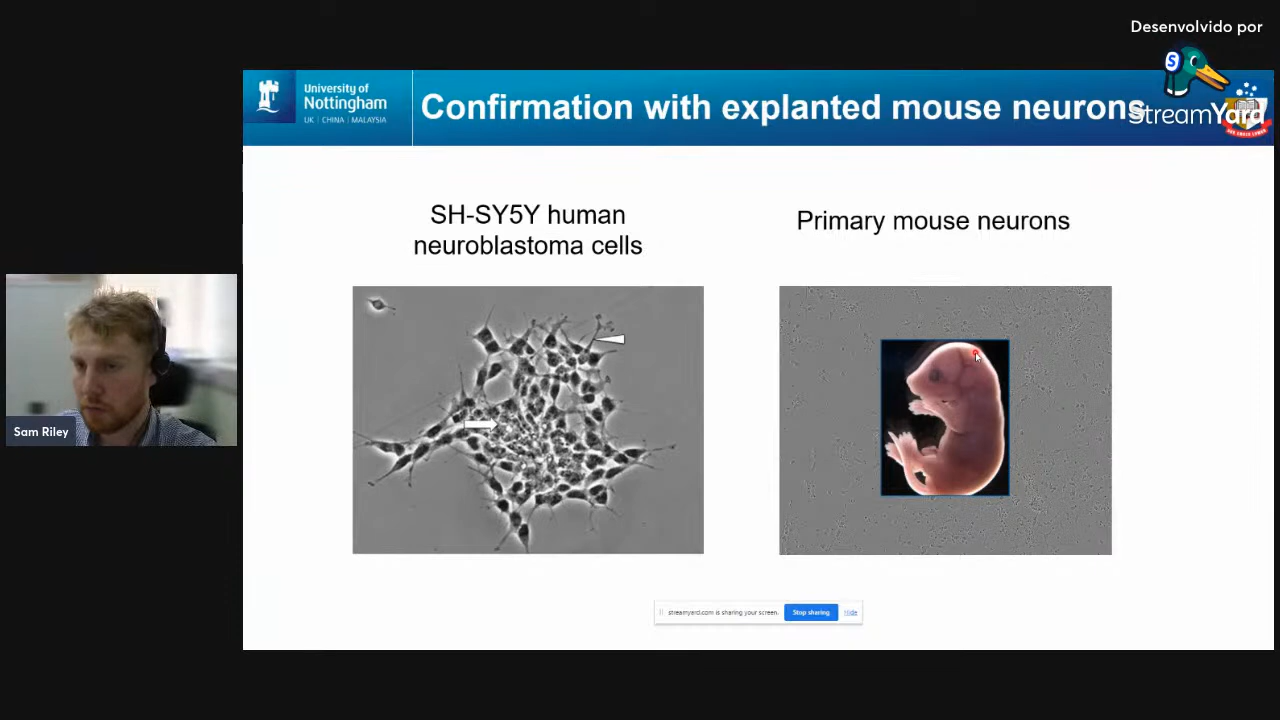 Desenvolvido por
S
StreamYard
University of
Nottingham
UK | CHINA | MALAYSIA
Confirmation with explanted mouse neurons
SH-SY5Y human
neuroblastoma cells
Primary mouse neurons
Sam Riley
streamyard.com is sharing your screen.
Stop sharing
Hide